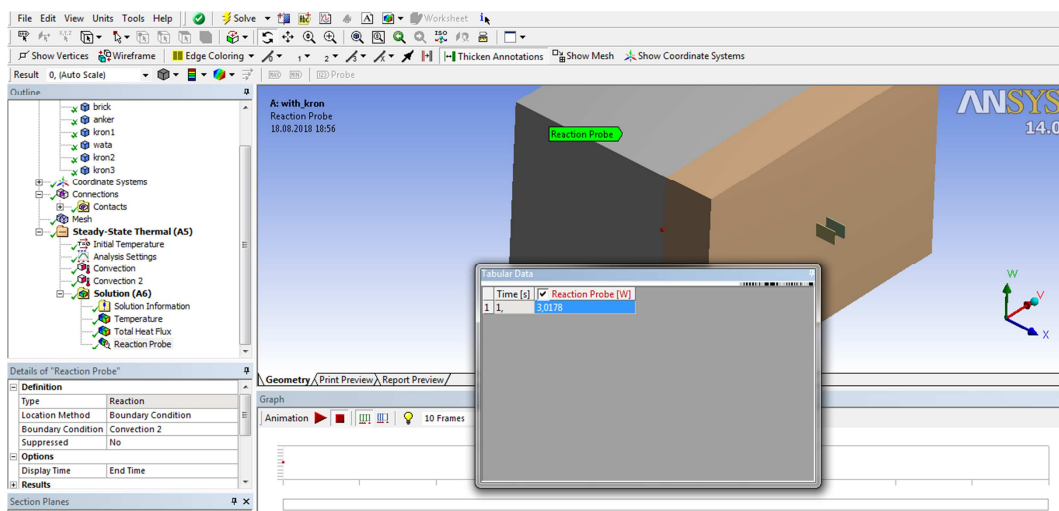 File Edit View Units Tools Help Solve Worksheet
Show Vertices Wireframe Edge Coloring Thicken Annotations Show Mesh Show Coordinate Systems
Result 0, (Auto Scale) Probe
Outline
brick
anker
kron1
wata
kron2
kron3
Coordinate Systems
Connections
Contacts
Mesh
Steady-State Thermal (A5)
Initial Temperature
Analysis Settings
Convection
Convection 2
Solution (A6)
Solution Information
Temperature
Total Heat Flux
Reaction Probe
Details of "Reaction Probe"
Definition
Type Reaction
Location Method Boundary Condition
Boundary Condition Convection 2
Suppressed No
Options
Display Time End Time
Results
Section Planes
A: with_kron
Reaction Probe
18.08.2018 18:56
Reaction Probe
ANSYS
14.0
W
V
X
Tabular Data
Time [s] Reaction Probe [W]
1 1, 3,0178
Geometry Print Preview Report Preview
Graph
Animation 10 Frames